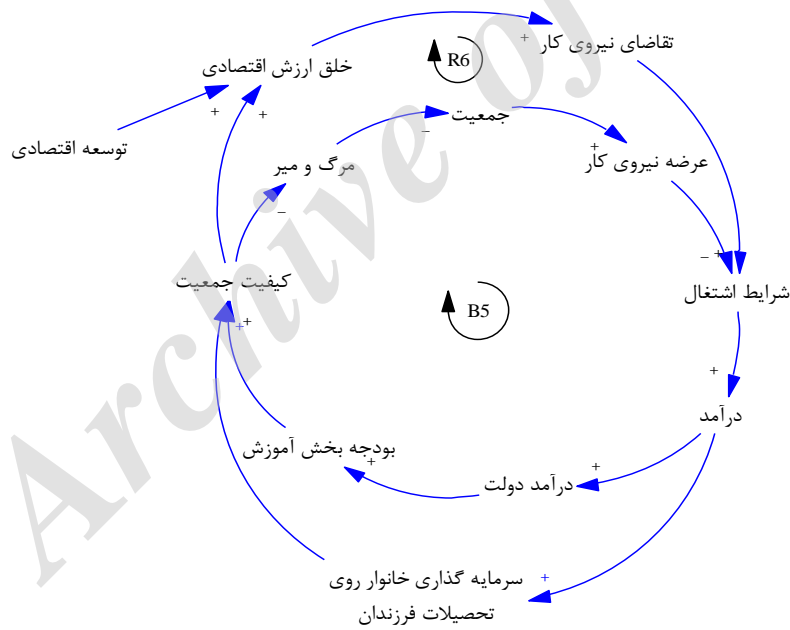 تقاضای نیروی کار
+
R6
خلق ارزش اقتصادی
+
+
جمعیت
–
+
توسعه اقتصادی
مرگ و میر
–
عرضه نیروی کار
– +
کیفیت جمعیت
شرایط اشتغال
B5
++
+
درآمد
بودجه بخش آموزش
+
+
درآمد دولت
سرمایه گذاری خانوار روی
تحصیلات فرزندان
+
Archive of